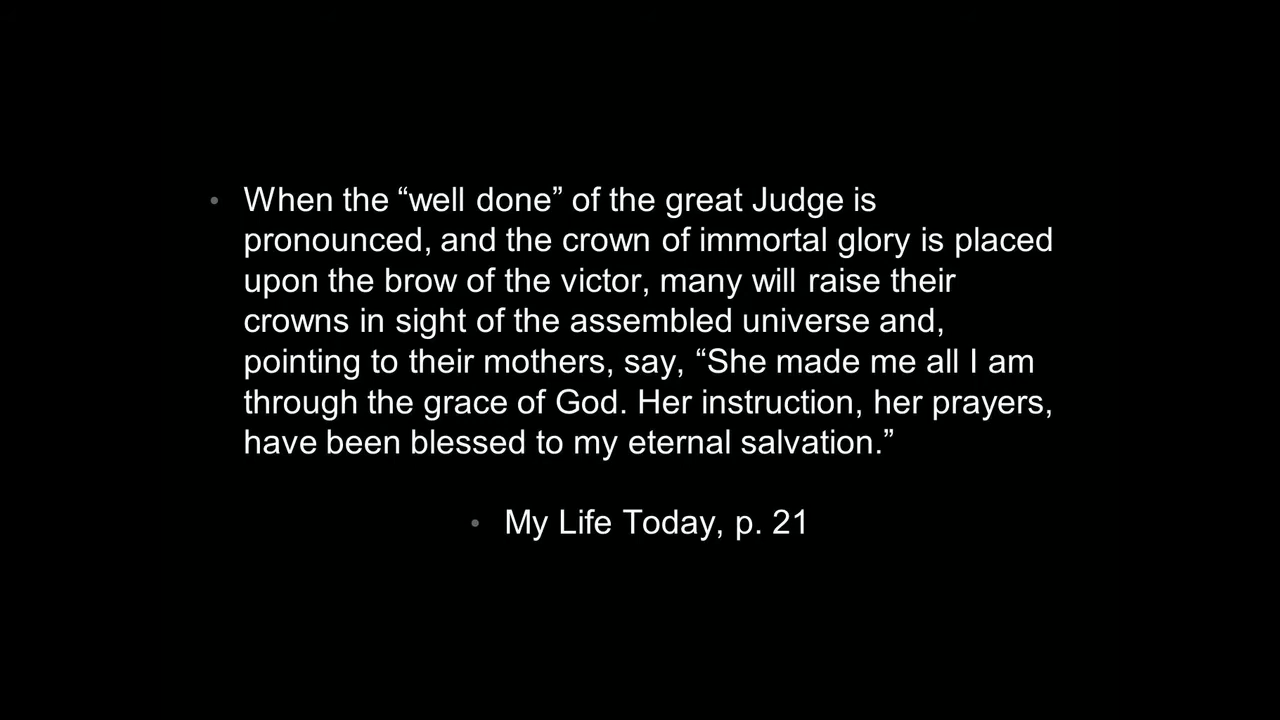 • When the “well done” of the great Judge is
pronounced, and the crown of immortal glory is placed
upon the brow of the victor, many will raise their
crowns in sight of the assembled universe and,
pointing to their mothers, say, “She made me all I am
through the grace of God. Her instruction, her prayers,
have been blessed to my eternal salvation.”
• My Life Today, p. 21